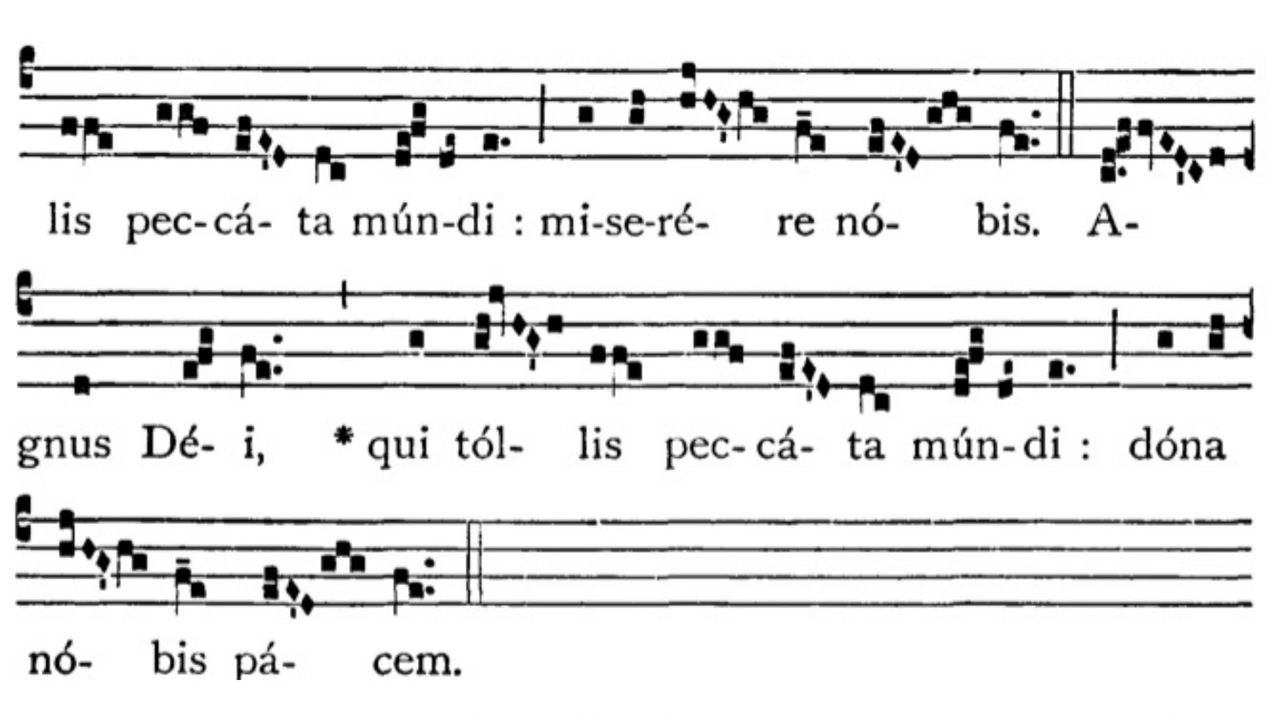 lis pec-cá- ta mún-di : mi-se-ré- re nó- bis. A-
gnus Dé- i, * qui tól- lis pec-cá- ta mún-di : dóna
nó- bis pá- cem.